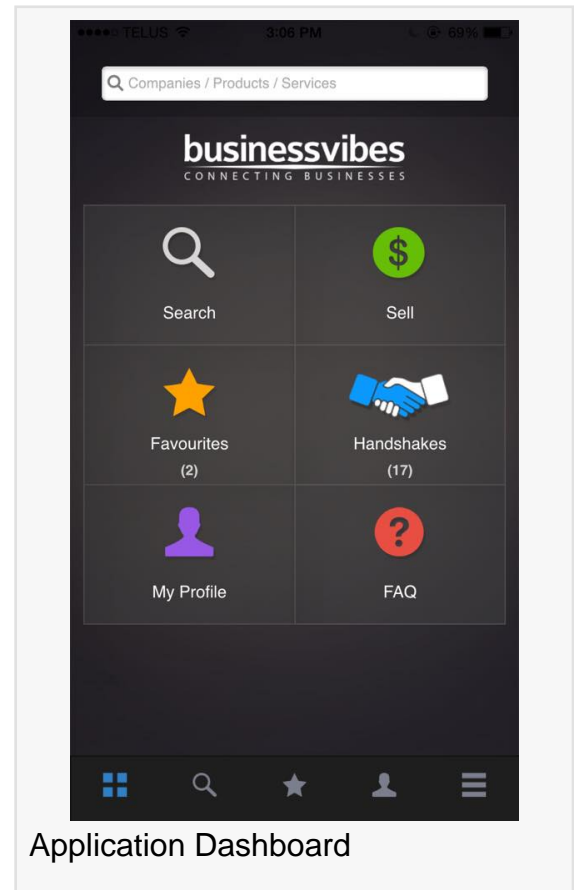 TELUS 3:06 PM 69%
Companies / Products / Services
businessvibes
CONNECTING BUSINESSES
Search Sell
$
Favourites Handshakes
(2) (17)
?
My Profile FAQ
Application Dashboard